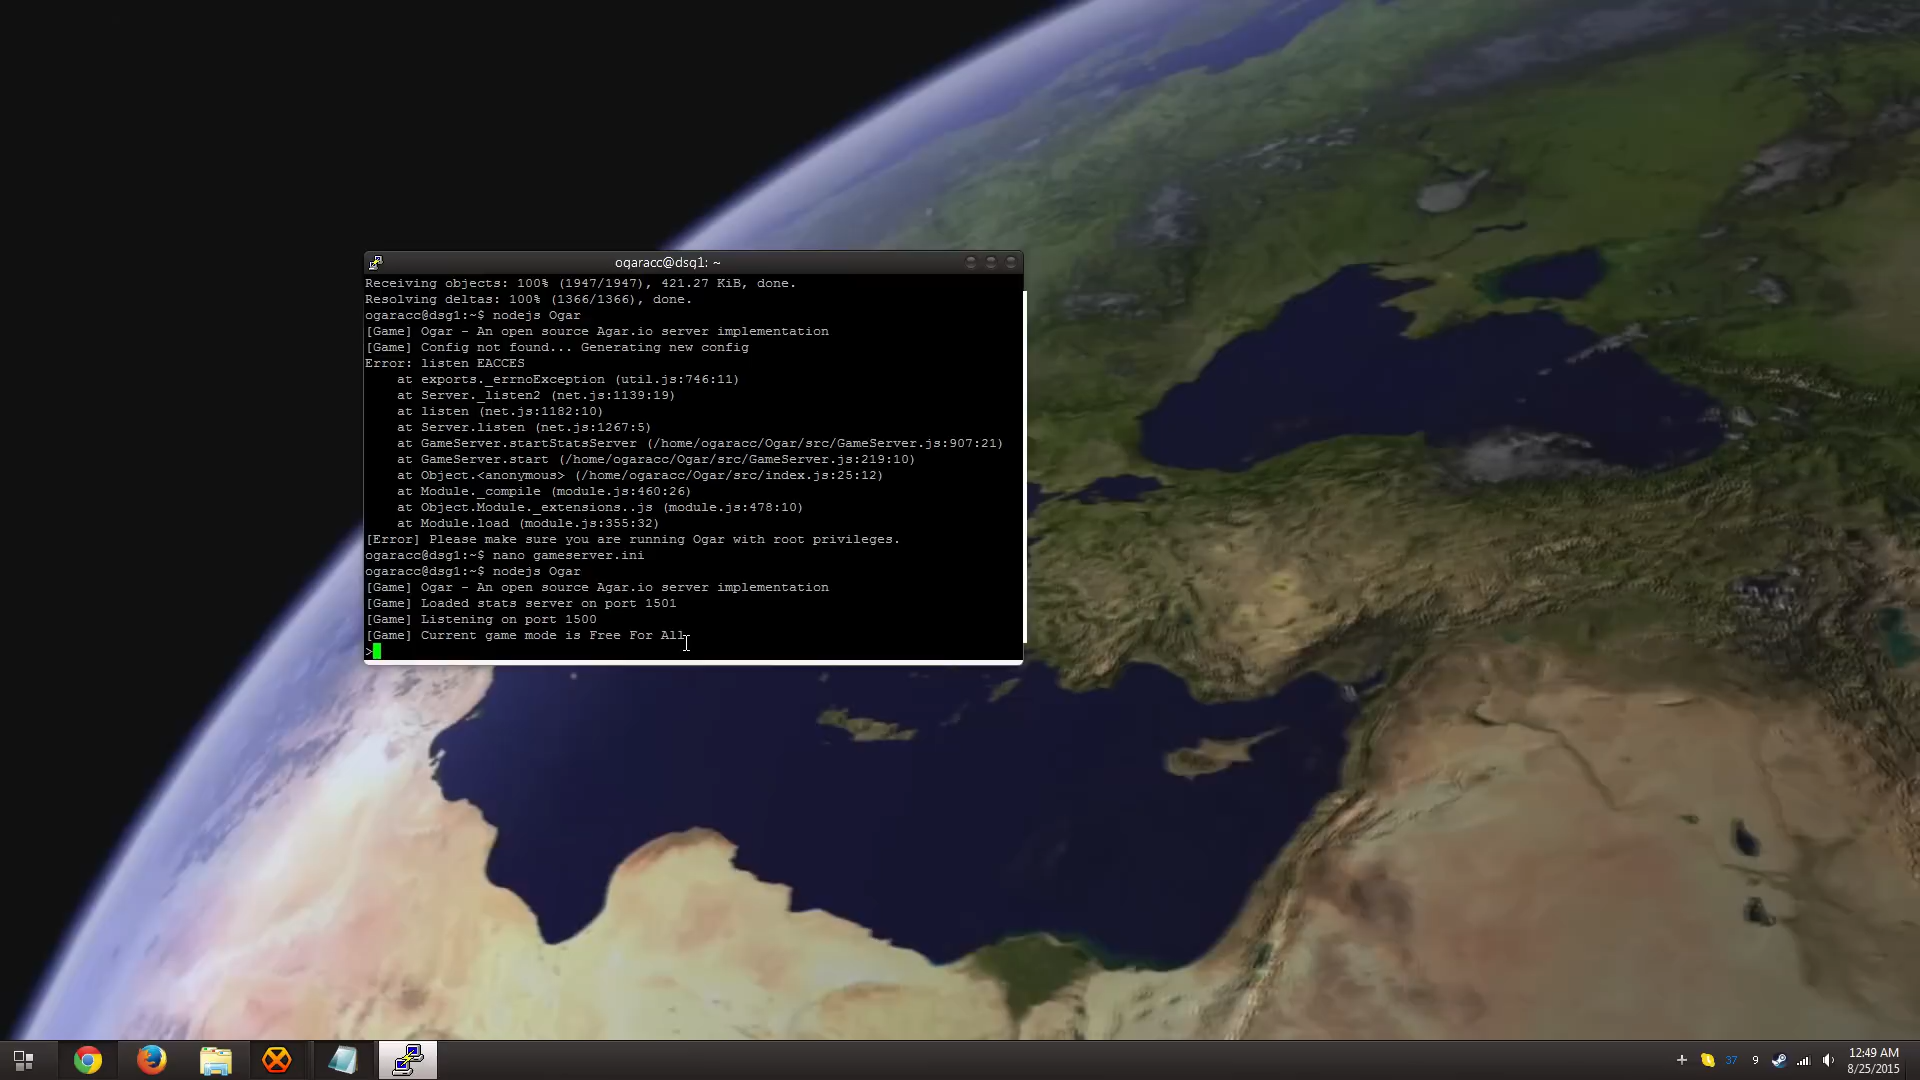 ogaracc@dsg1: ~
Receiving objects: 100% (1947/1947), 421.27 KiB, done.
Resolving deltas: 100% (1366/1366), done.
ogaracc@dsg1:~$ nodejs Ogar
[Game] Ogar - An open source Agar.io server implementation
[Game] Config not found... Generating new config
Error: listen EACCES
    at exports._errnoException (util.js:746:11)
    at Server._listen2 (net.js:1139:19)
    at listen (net.js:1182:10)
    at Server.listen (net.js:1267:5)
    at GameServer.startStatsServer (/home/ogaracc/Ogar/src/GameServer.js:907:21)
    at GameServer.start (/home/ogaracc/Ogar/src/GameServer.js:219:10)
    at Object.<anonymous> (/home/ogaracc/Ogar/src/index.js:25:12)
    at Module._compile (module.js:460:26)
    at Object.Module._extensions..js (module.js:478:10)
    at Module.load (module.js:355:32)
[Error] Please make sure you are running Ogar with root privileges.
ogaracc@dsg1:~$ nano gameserver.ini
ogaracc@dsg1:~$ nodejs Ogar
[Game] Ogar - An open source Agar.io server implementation
[Game] Loaded stats server on port 1501
[Game] Listening on port 1500
[Game] Current game mode is Free For All
>
37 9 12:49 AM
8/25/2015